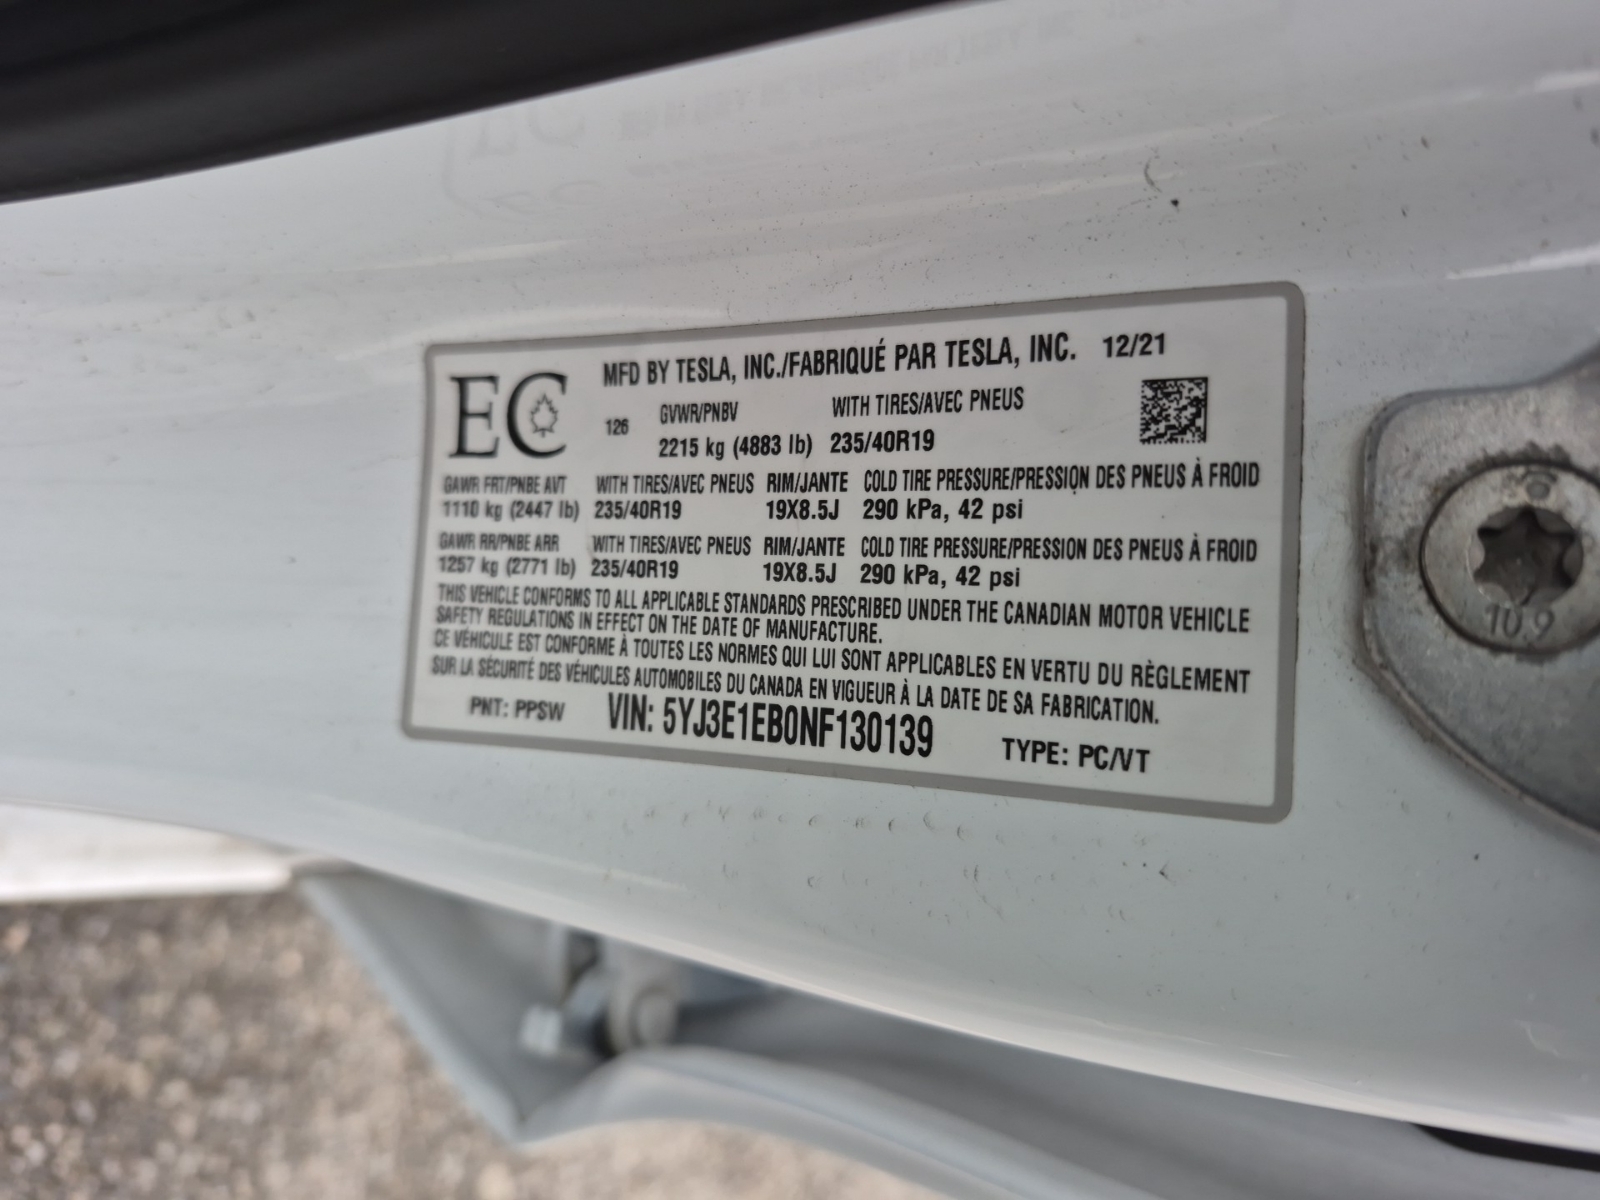 MFD BY TESLA, INC./FABRIQUÉ PAR TESLA, INC. 12/21
EC
126 GVWR/PNBV WITH TIRES/AVEC PNEUS
2215 kg (4883 lb) 235/40R19
GAWR FRT/PNBE AVT WITH TIRES/AVEC PNEUS RIM/JANTE COLD TIRE PRESSURE/PRESSION DES PNEUS À FROID
1110 kg (2447 lb) 235/40R19 19X8.5J 290 kPa, 42 psi
GAWR RR/PNBE ARR WITH TIRES/AVEC PNEUS RIM/JANTE COLD TIRE PRESSURE/PRESSION DES PNEUS À FROID
1257 kg (2771 lb) 235/40R19 19X8.5J 290 kPa, 42 psi
THIS VEHICLE CONFORMS TO ALL APPLICABLE STANDARDS PRESCRIBED UNDER THE CANADIAN MOTOR VEHICLE
SAFETY REGULATIONS IN EFFECT ON THE DATE OF MANUFACTURE.
CE VÉHICULE EST CONFORME À TOUTES LES NORMES QUI LUI SONT APPLICABLES EN VERTU DU RÈGLEMENT
SUR LA SÉCURITÉ DES VÉHICULES AUTOMOBILES DU CANADA EN VIGUEUR À LA DATE DE SA FABRICATION.
PNT: PPSW VIN: 5YJ3E1EB0NF130139 TYPE: PC/VT
10.9